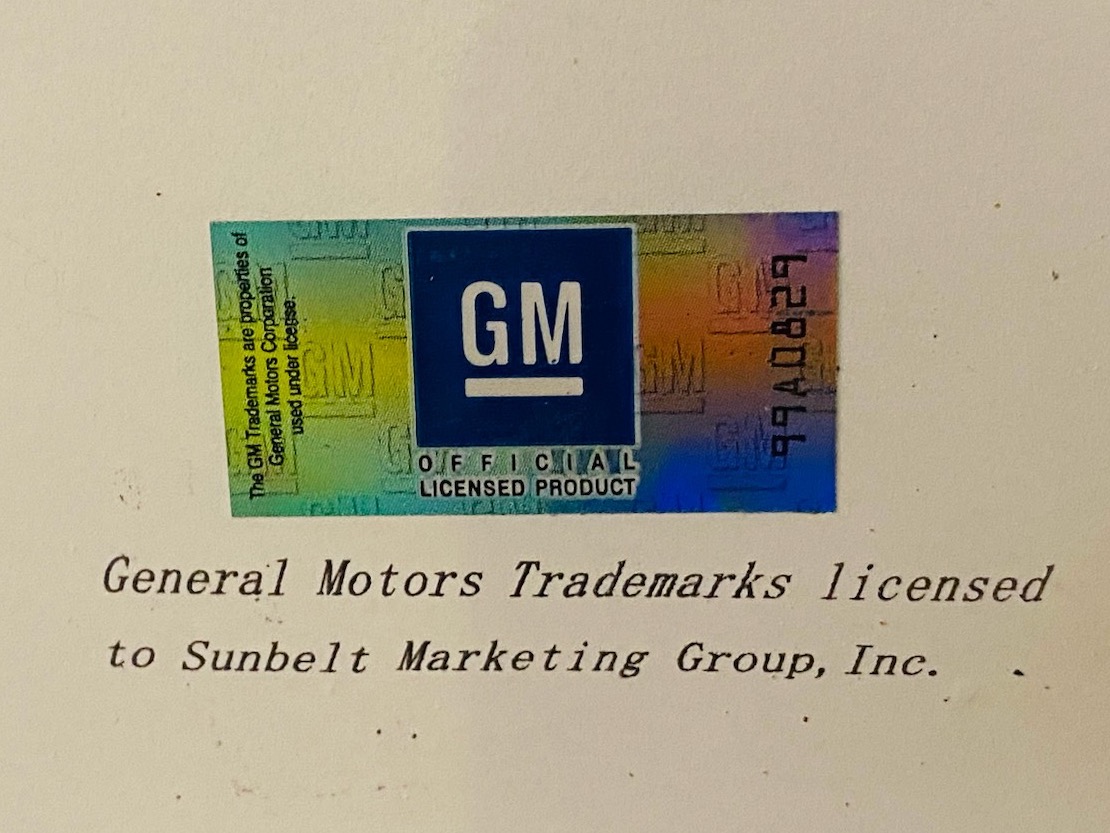 The GM Trademarks are properties of
General Motors Corporation
used under license.
GM
OFFICIAL
LICENSED PRODUCT
99A0829
General Motors Trademarks licensed
to Sunbelt Marketing Group, Inc.